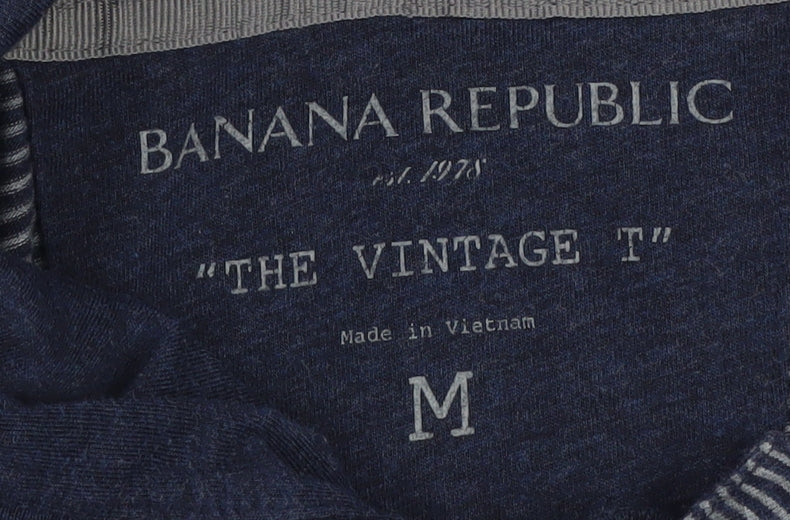 BANANA REPUBLIC
est. 1978
"THE VINTAGE T"
Made in Vietnam
M